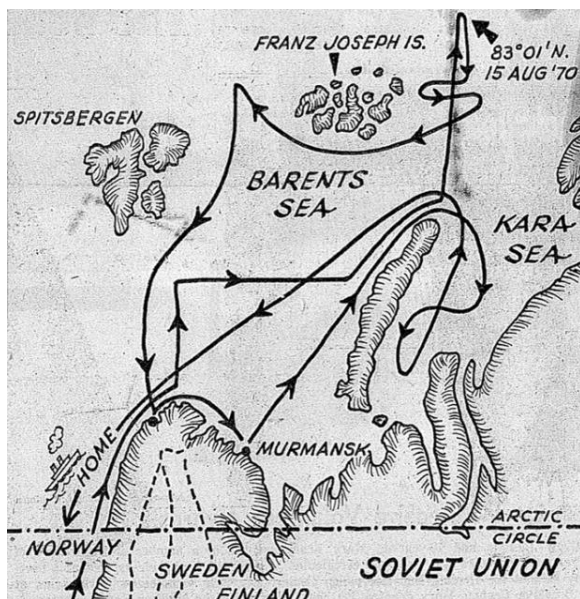 FRANZ JOSEPH IS.
83°01'N.
15 AUG '70
SPITSBERGEN
BARENTS
SEA
KARA
SEA
MURMANSK
HOME
ARCTIC
CIRCLE
NORWAY
SWEDEN
FINLAND
SOVIET UNION